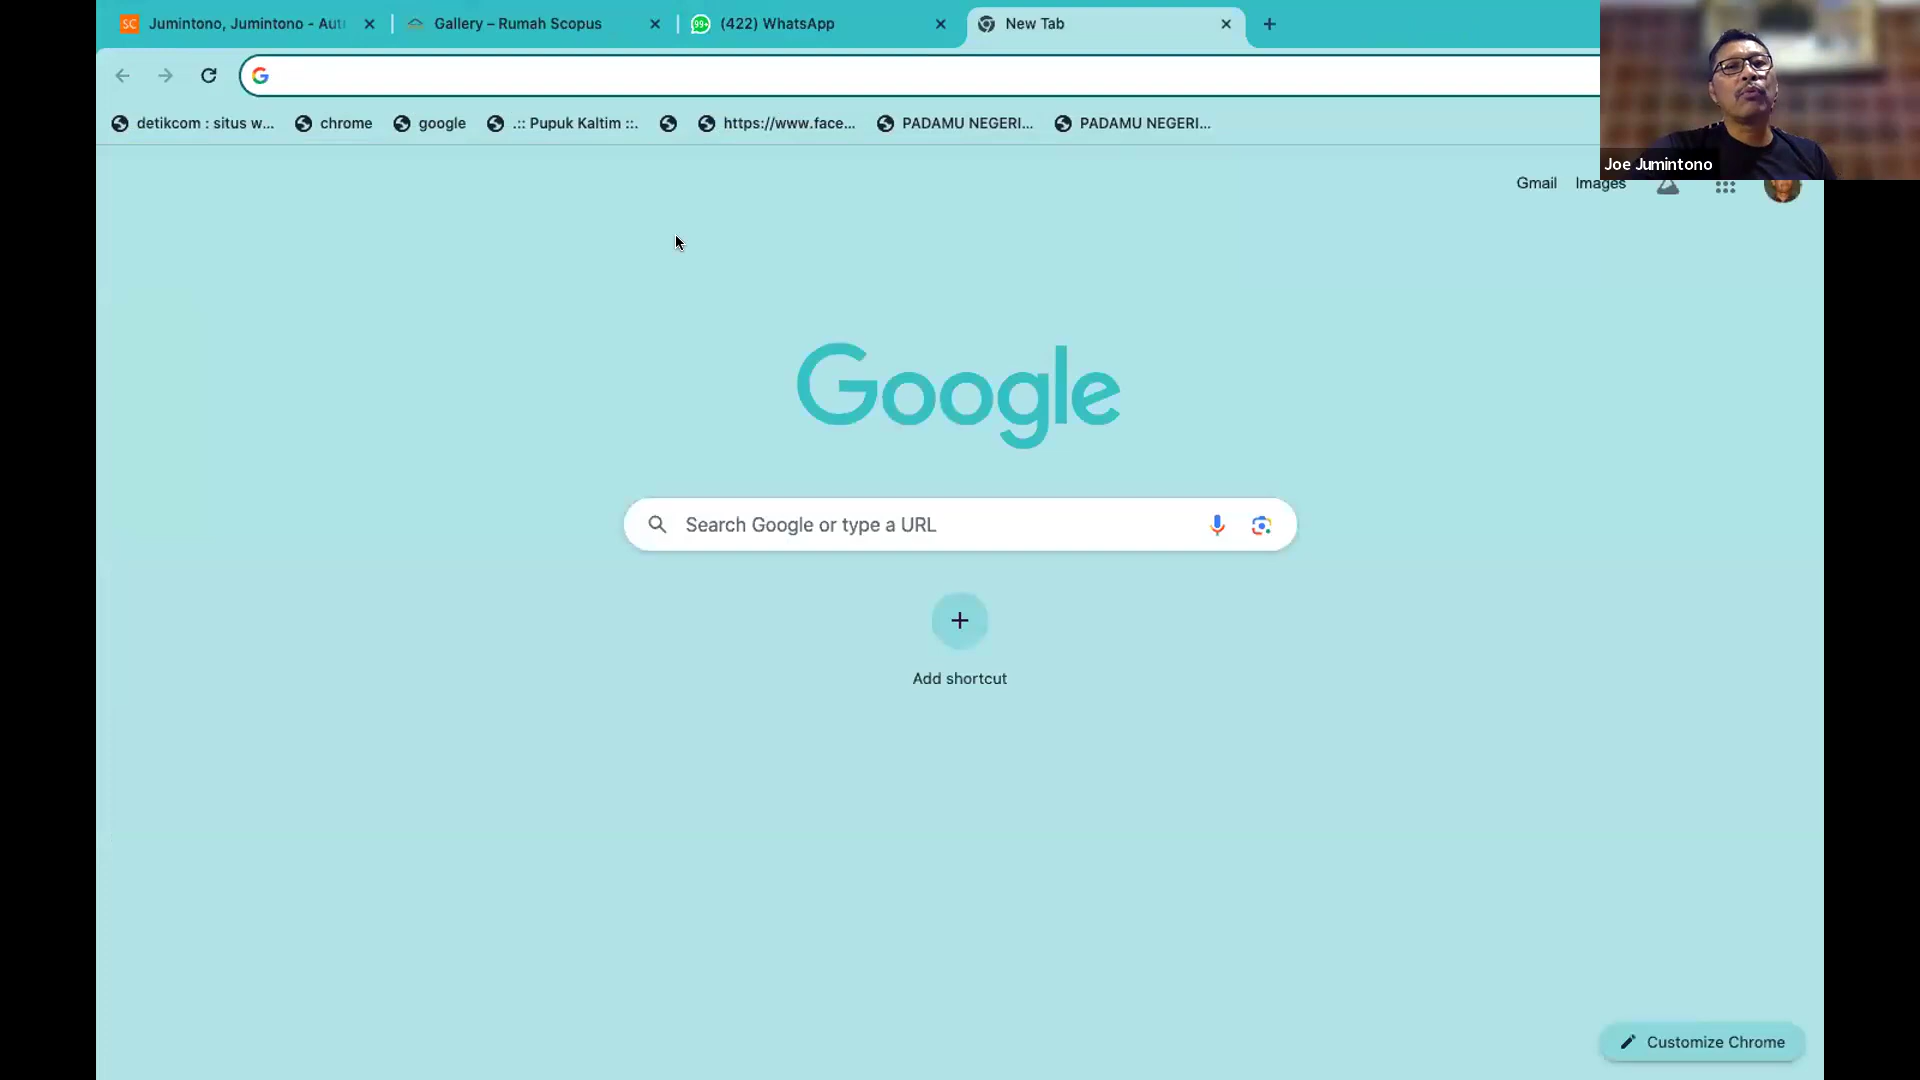 Jumintono, Jumintono - Aut
Gallery – Rumah Scopus
(422) WhatsApp
New Tab
detikcom : situs w...
chrome
google
.:: Pupuk Kaltim ::.
https://www.face...
PADAMU NEGERI...
PADAMU NEGERI...
Joe Jumintono
Gmail
Images
Google
Search Google or type a URL
Add shortcut
Customize Chrome